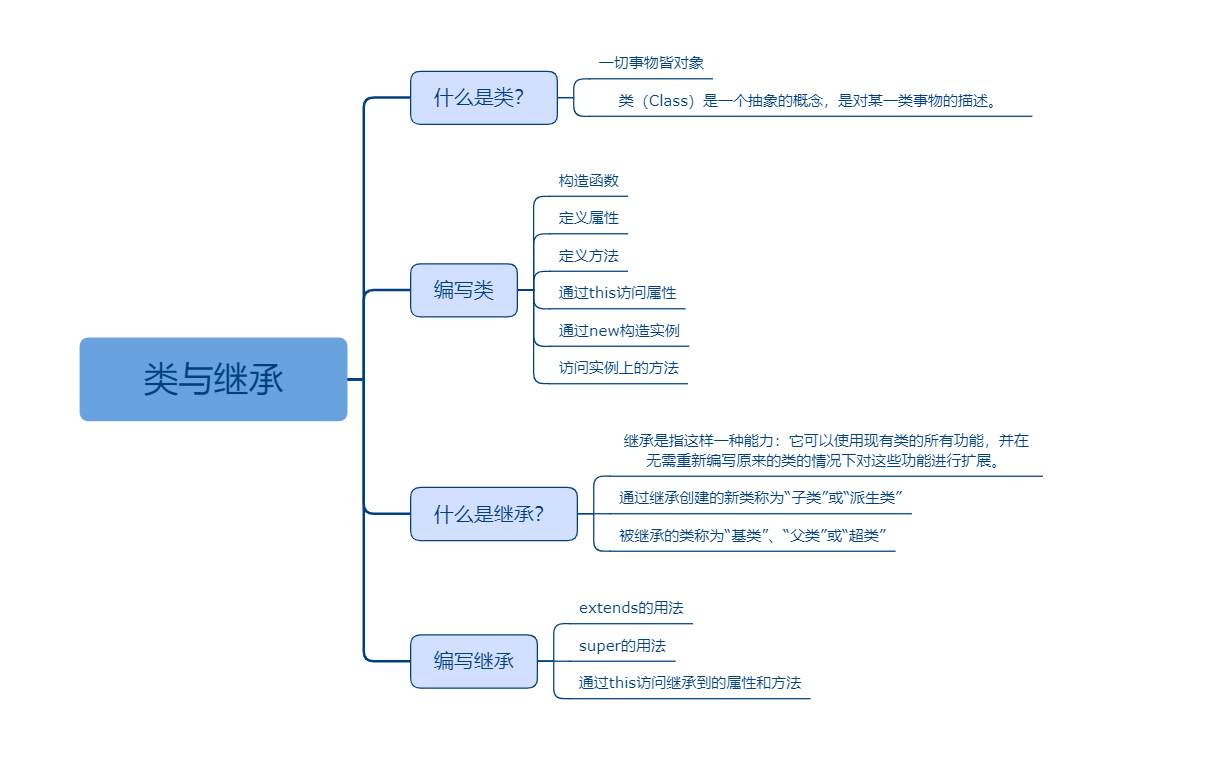 类与继承
什么是类？
一切事物皆对象
类（Class）是一个抽象的概念，是对某一类事物的描述。
编写类
构造函数
定义属性
定义方法
通过this访问属性
通过new构造实例
访问实例上的方法
什么是继承？
继承是指这样一种能力：它可以使用现有类的所有功能，并在
无需重新编写原来的类的情况下对这些功能进行扩展。
通过继承创建的新类称为“子类”或“派生类”
被继承的类称为“基类”、“父类”或“超类”
编写继承
extends的用法
super的用法
通过this访问继承到的属性和方法